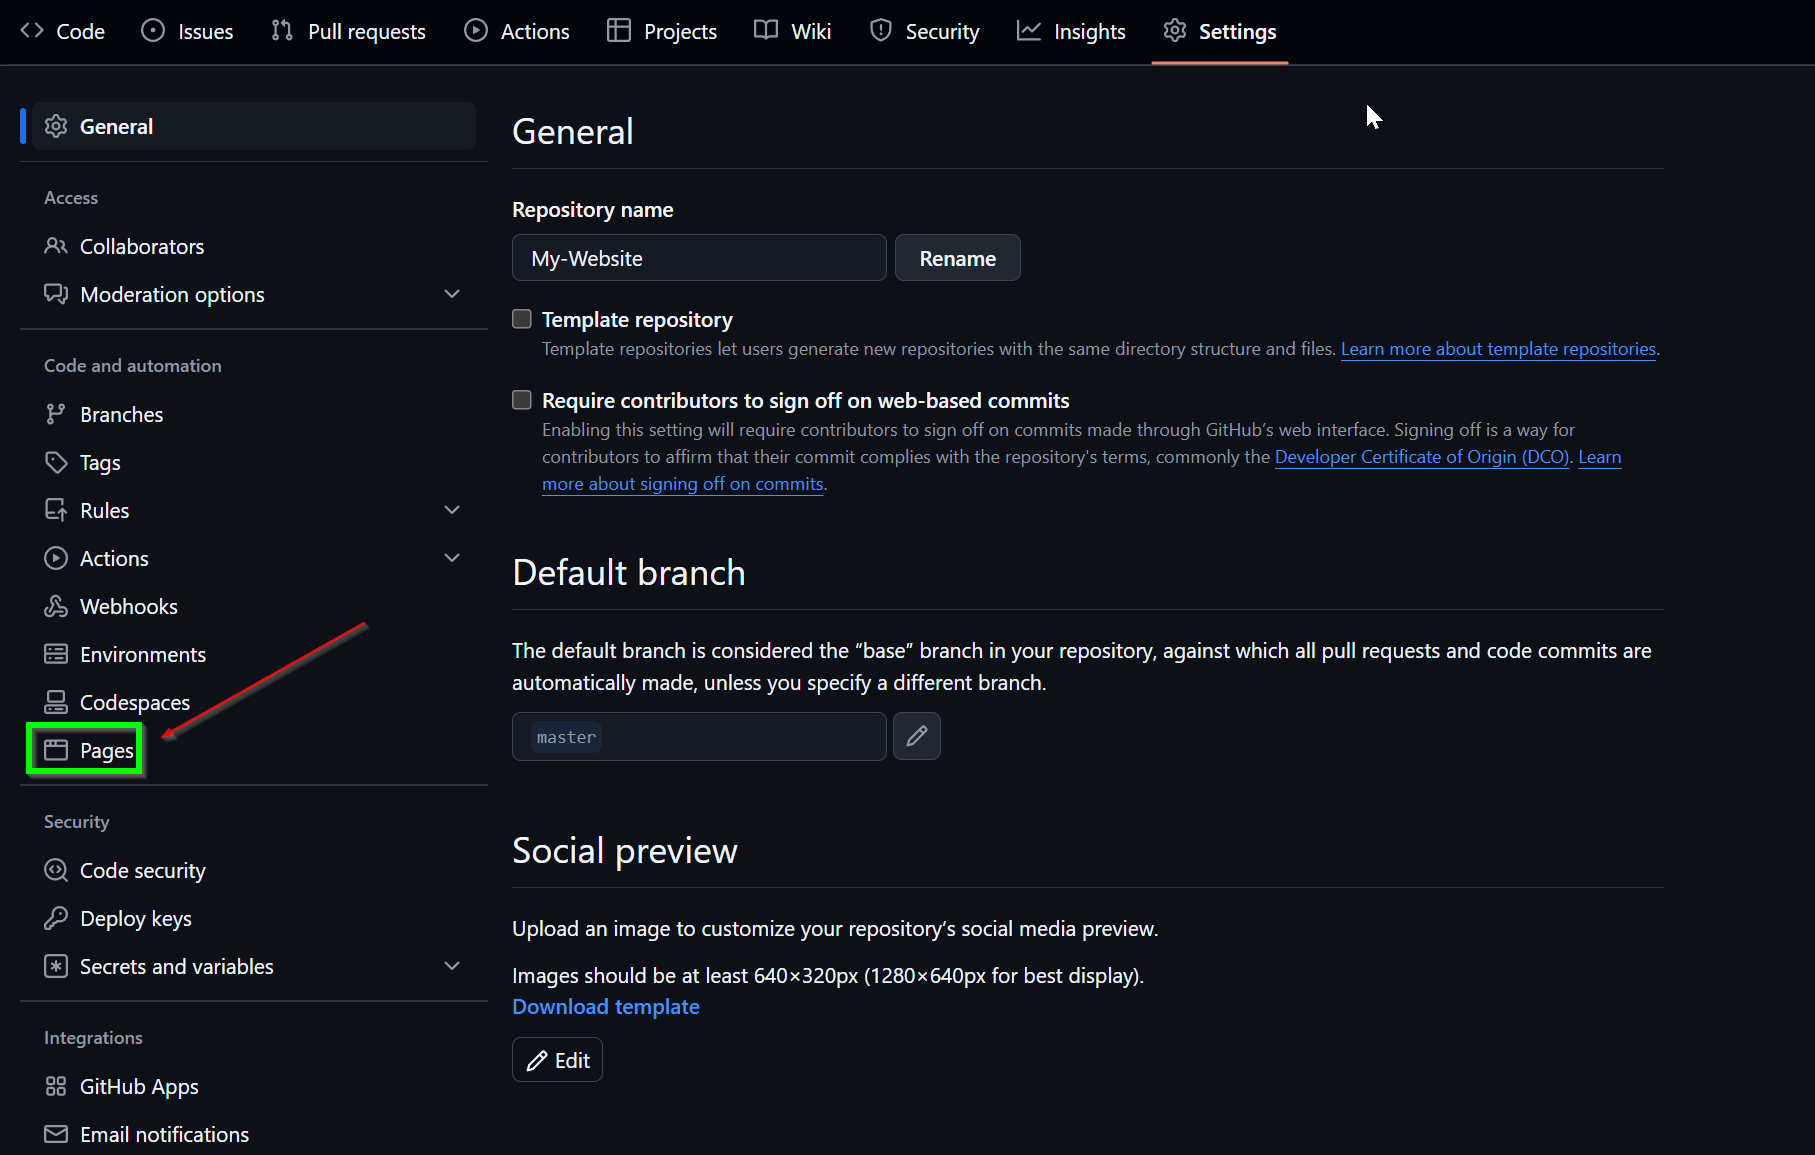 Code Issues Pull requests Actions Projects Wiki Security Insights Settings
General
Access
Collaborators
Moderation options
Code and automation
Branches
Tags
Rules
Actions
Webhooks
Environments
Codespaces
Pages
Security
Code security
Deploy keys
Secrets and variables
Integrations
GitHub Apps
Email notifications
General
Repository name
My-Website Rename
Template repository
Template repositories let users generate new repositories with the same directory structure and files. Learn more about template repositories.
Require contributors to sign off on web-based commits
Enabling this setting will require contributors to sign off on commits made through GitHub’s web interface. Signing off is a way for
contributors to affirm that their commit complies with the repository's terms, commonly the Developer Certificate of Origin (DCO). Learn
more about signing off on commits.
Default branch
The default branch is considered the “base” branch in your repository, against which all pull requests and code commits are
automatically made, unless you specify a different branch.
master
Social preview
Upload an image to customize your repository’s social media preview.
Images should be at least 640×320px (1280×640px for best display).
Download template
Edit